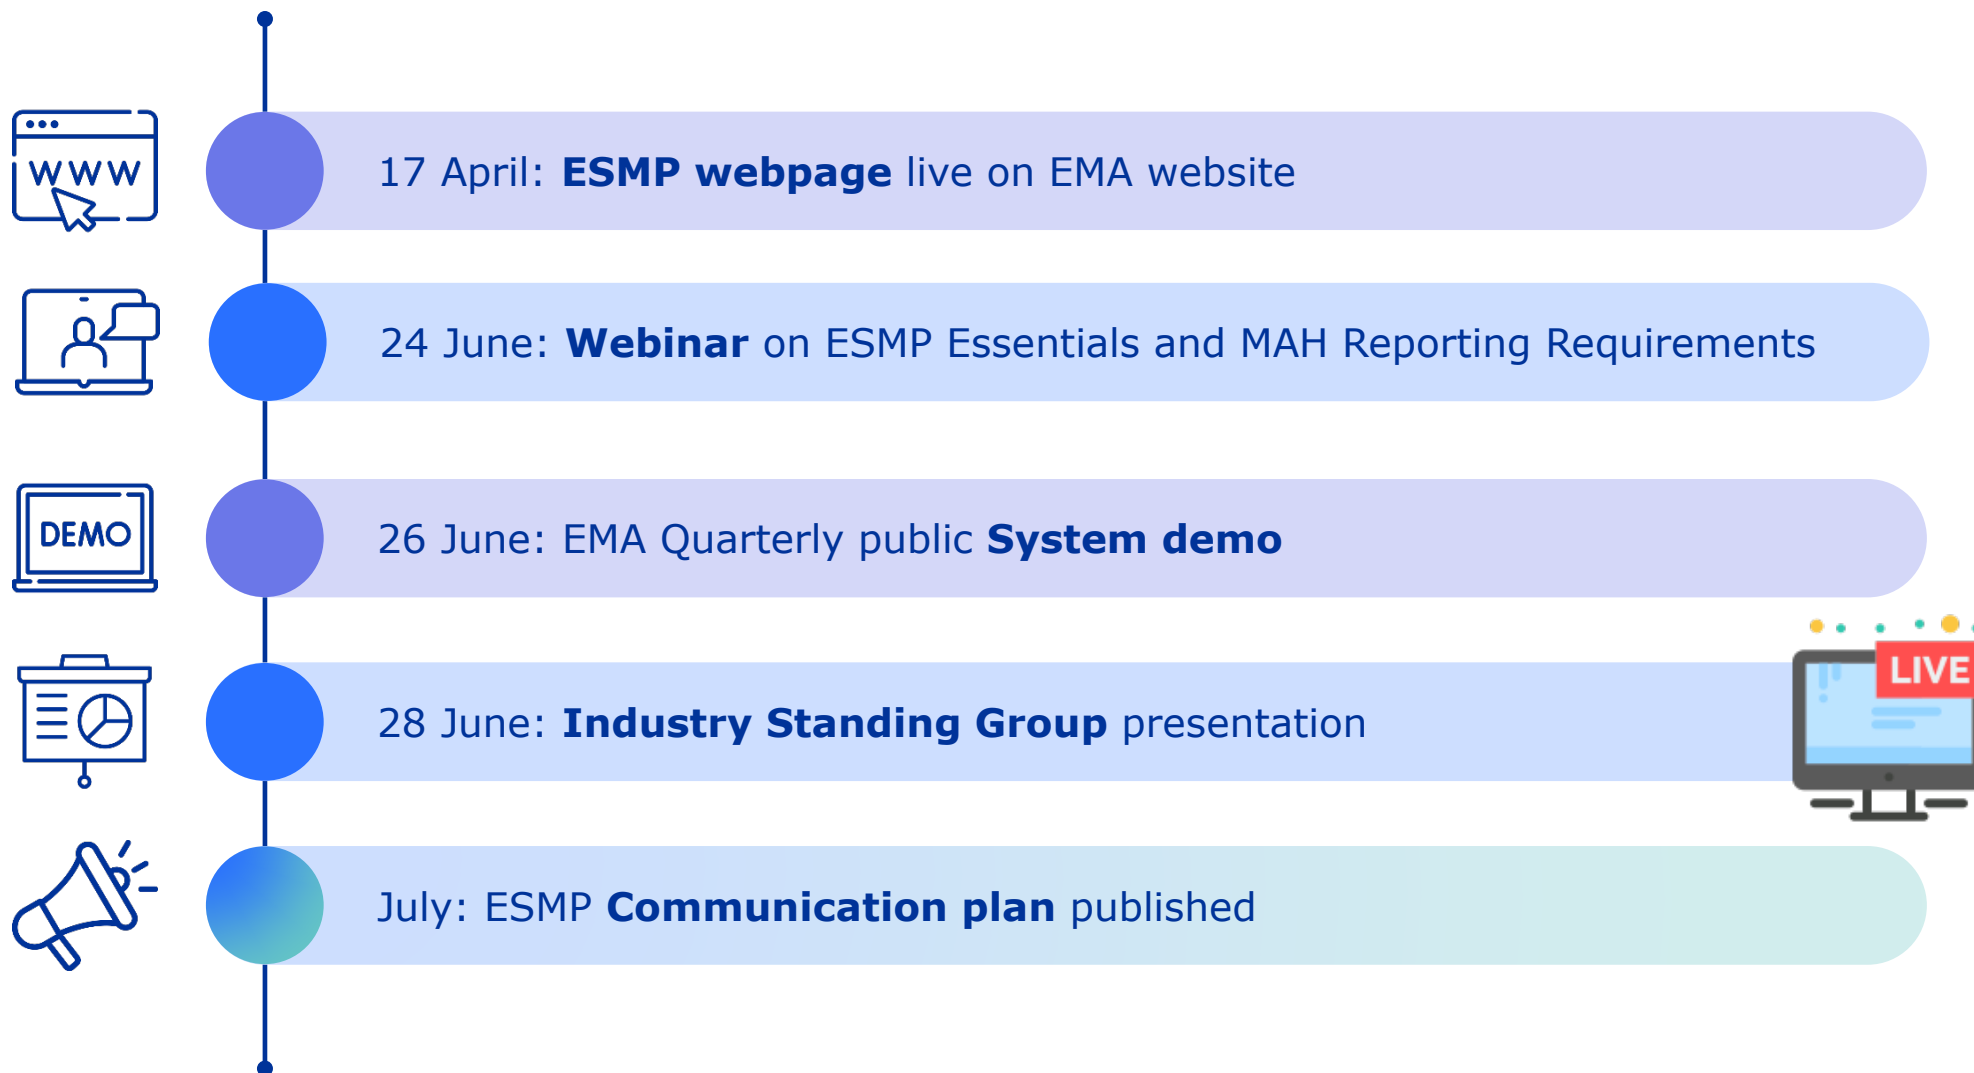 WWW
17 April: ESMP webpage live on EMA website
24 June: Webinar on ESMP Essentials and MAH Reporting Requirements
DEMO
26 June: EMA Quarterly public System demo
LIVE
28 June: Industry Standing Group presentation
July: ESMP Communication plan published